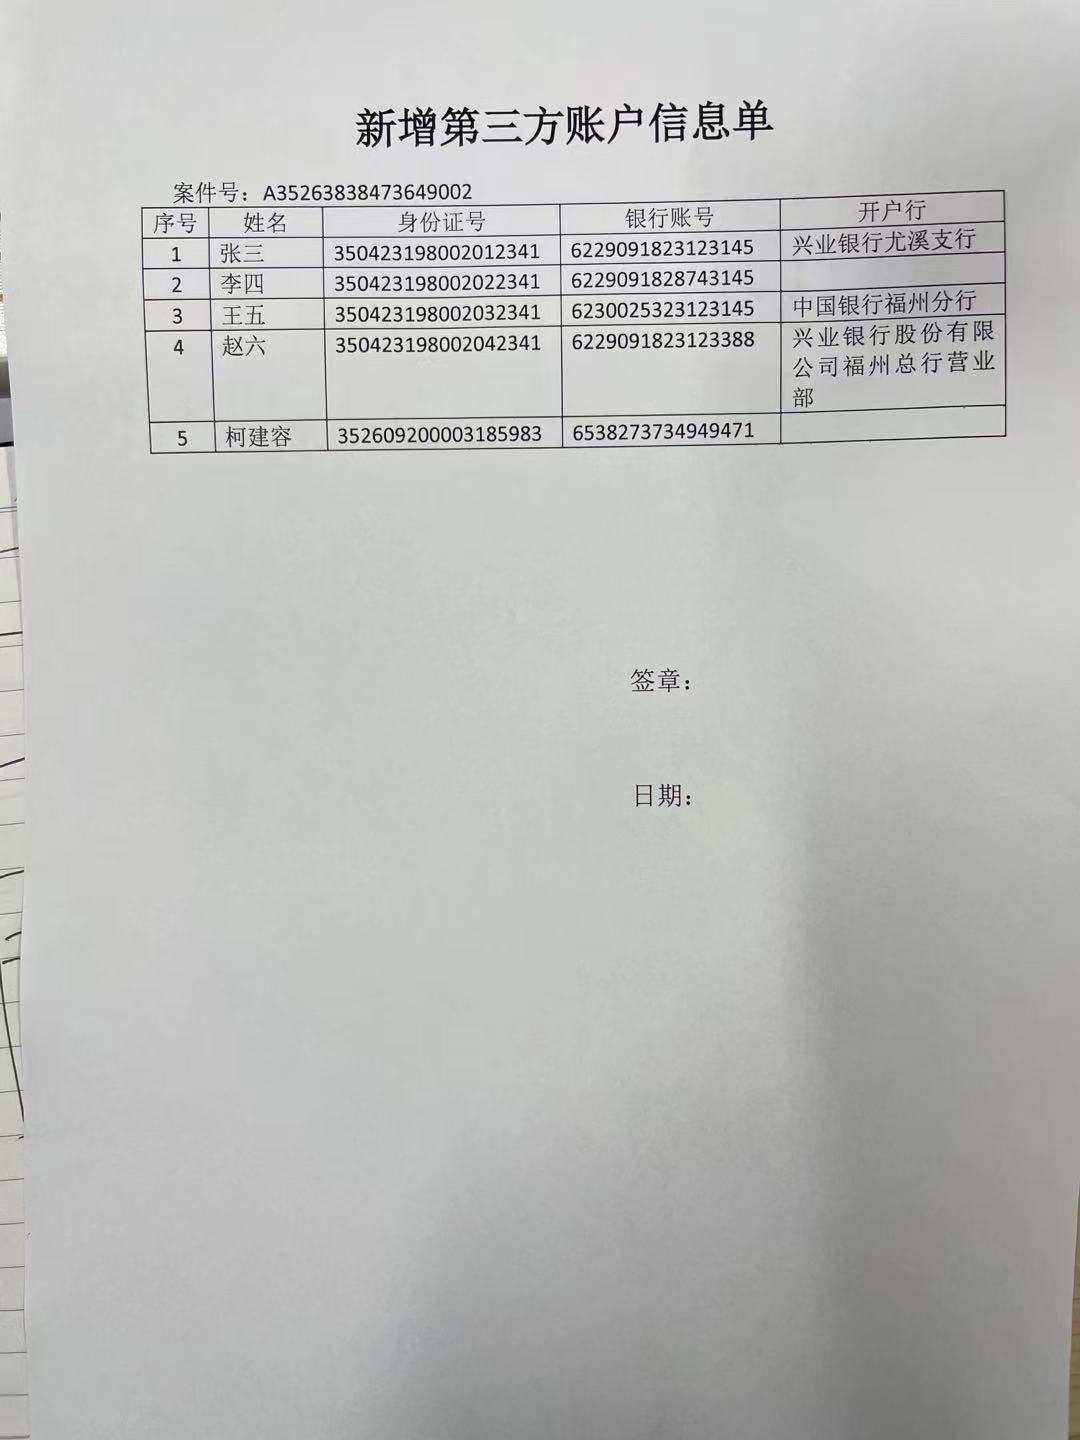 新增第三方账户信息单
案件号：A35263838473649002
序号 姓名 身份证号 银行账号 开户行
1 张三 350423198002012341 6229091823123145 兴业银行尤溪支行
2 李四 350423198002022341 6229091828743145
3 王五 350423198002032341 6230025323123145 中国银行福州分行
4 赵六 350423198002042341 6229091823123388 兴业银行股份有限
公司福州总行营业
部
5 柯建容 352609200003185983 6538273734949471
签章：
日期：